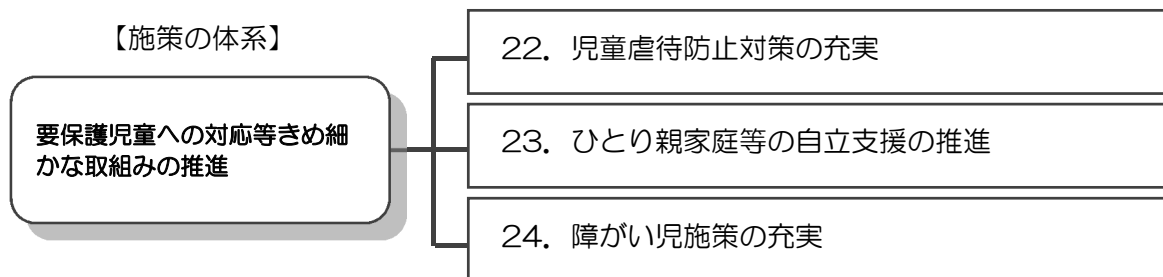 【施策の体系】
要保護児童への対応等きめ細
かな取組みの推進
22．児童虐待防止対策の充実
23．ひとり親家庭等の自立支援の推進
24．障がい児施策の充実